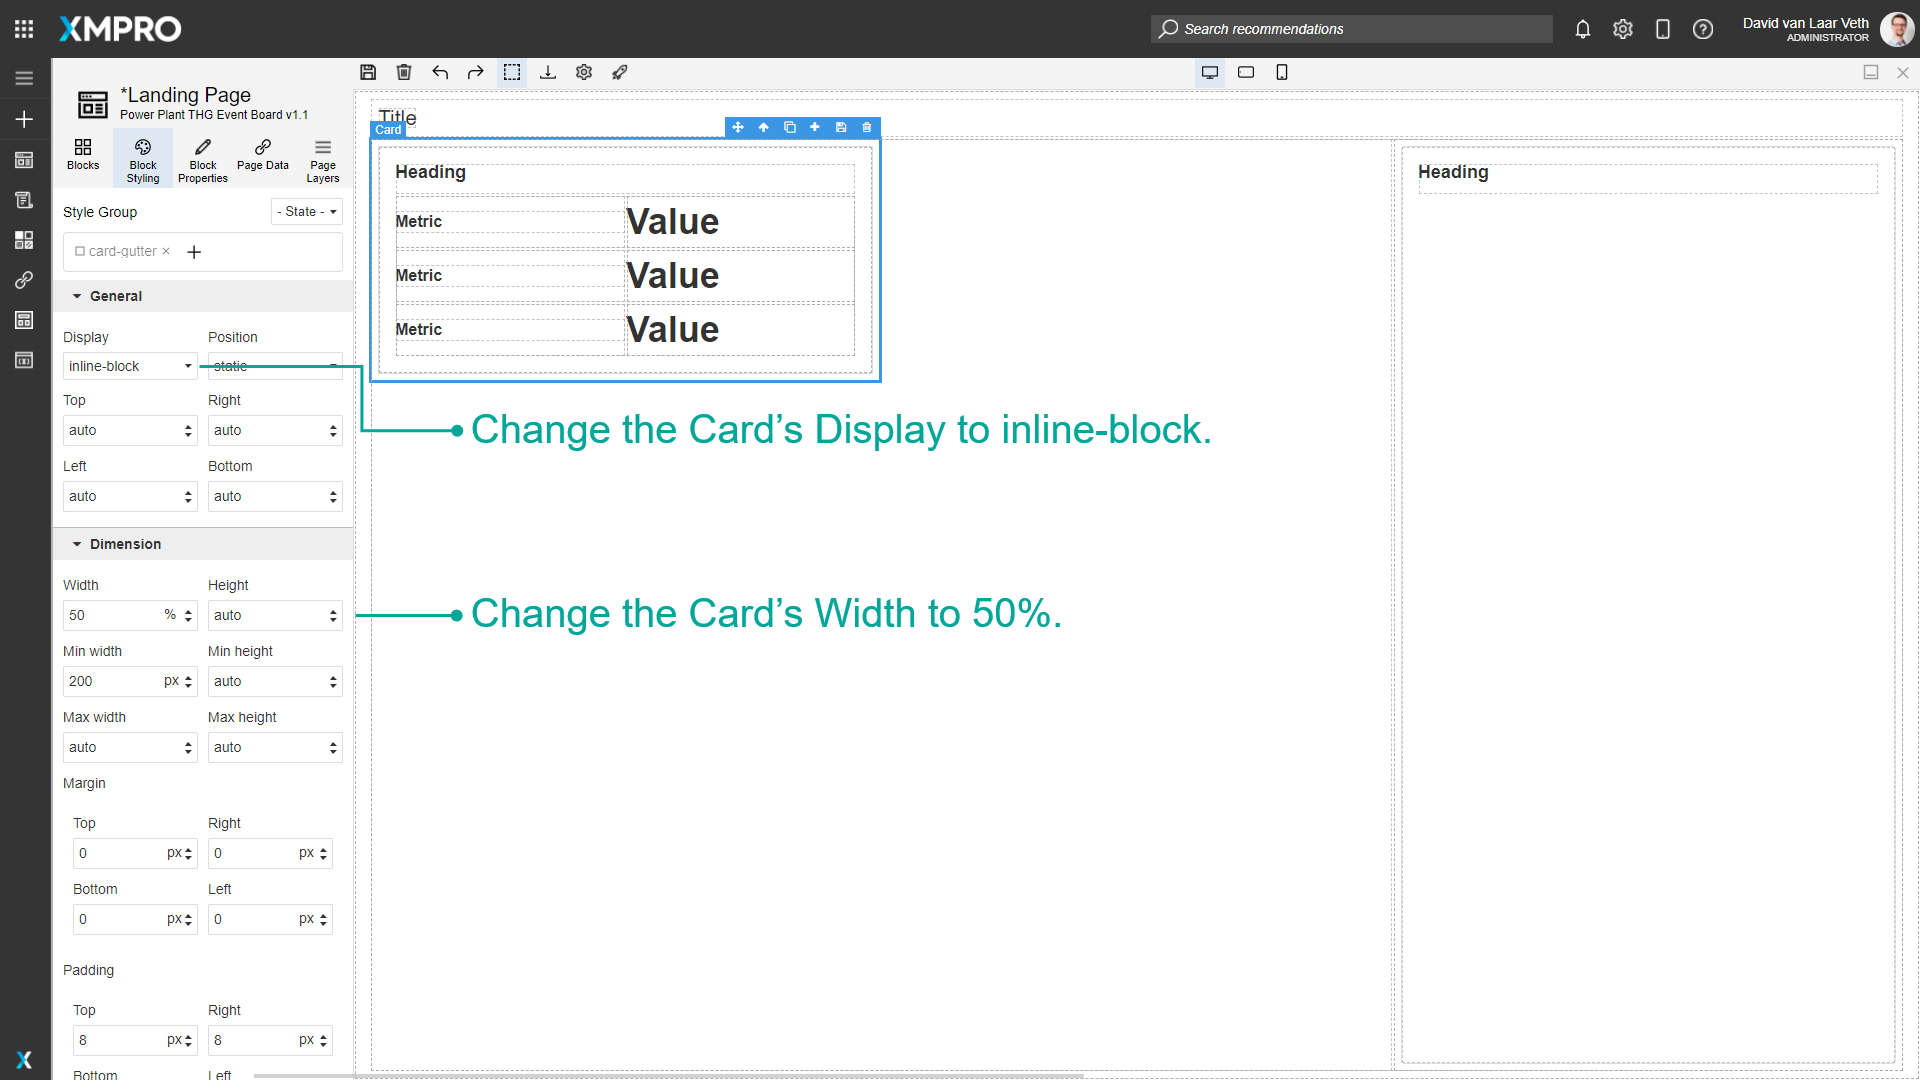 XMPRO
Search recommendations
David van Laar Veth
ADMINISTRATOR
*Landing Page
Power Plant THG Event Board v1.1
Blocks
Block Styling
Block Properties
Page Data
Page Layers
Style Group
- State -
card-gutter ×
General
Display
Position
inline-block
static
Top
Right
auto
auto
Left
Bottom
auto
auto
Dimension
Width
Height
50 %
auto
Min width
Min height
200 px
auto
Max width
Max height
auto
auto
Margin
Top
Right
0 px
0 px
Bottom
Left
0 px
0 px
Padding
Top
Right
8 px
8 px
Bottom
Left
Title
Card
Heading
Metric
Value
Metric
Value
Metric
Value
Heading
Change the Card’s Display to inline-block.
Change the Card’s Width to 50%.
X